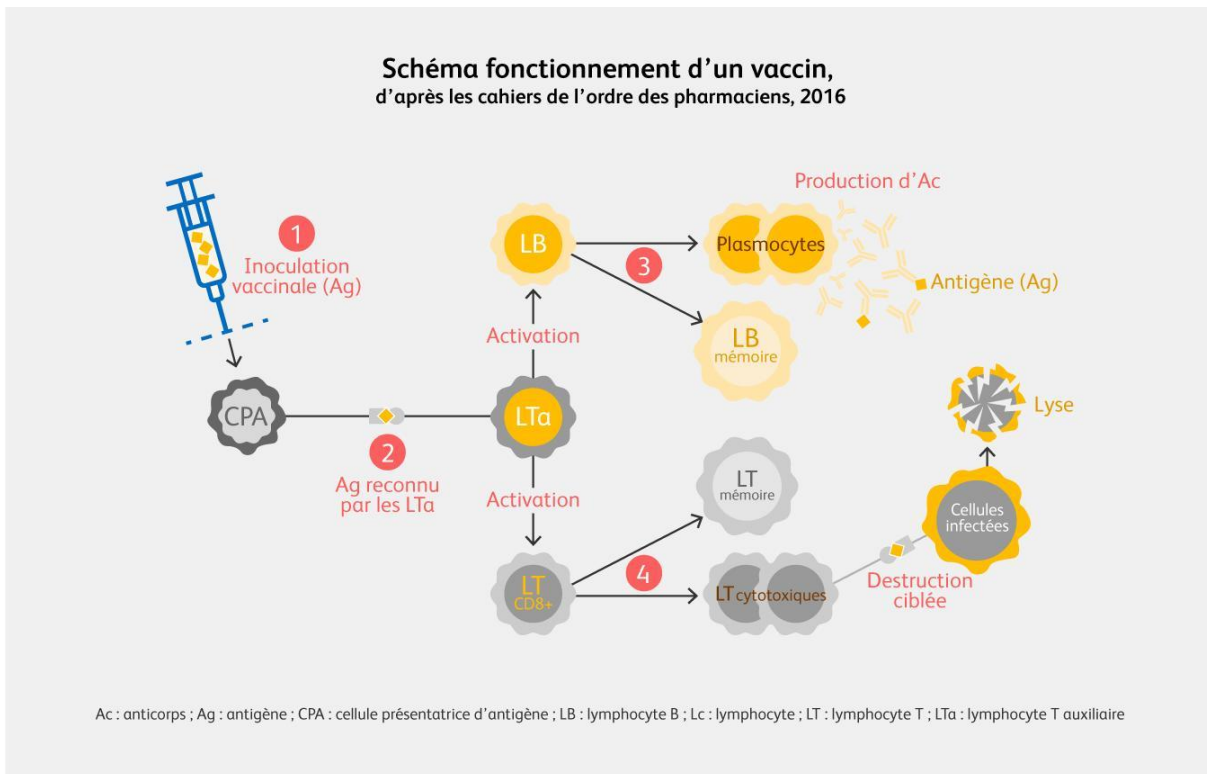 Schéma fonctionnement d'un vaccin,
d'après les cahiers de l'ordre des pharmaciens, 2016
1
Inoculation
vaccinale (Ag)
CPA
2
Ag reconnu
par les LTa
LTa
Activation
LB
3
Plasmocytes
Production d'Ac
Antigène (Ag)
LB
mémoire
Activation
LT
CD8+
4
LT
mémoire
LT cytotoxiques
Destruction
ciblée
Cellules
infectées
Lyse
Ac : anticorps ; Ag : antigène ; CPA : cellule présentatrice d'antigène ; LB : lymphocyte B ; Lc : lymphocyte ; LT : lymphocyte T ; LTa : lymphocyte T auxiliaire